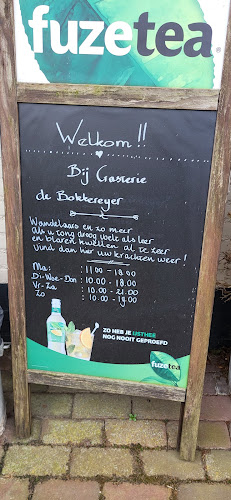 fuzetea
Welkom!!
Bij Gasterie
de Bokkereyer
Wandelaars en zo meer
Als u tong droog voelt als leer
en blaren kwellen al te zeer
vind dan hier uw krachten weer!
Ma: : 11.00 - 18.00
Di-Woe-Don : 10.00 - 18.00
Vr-Za : 10.00 - 21.00
Zo : 10.00 - 19.00
ZO HEB JE IJSTHEE
NOG NOOIT GEPROEFD
fuzetea